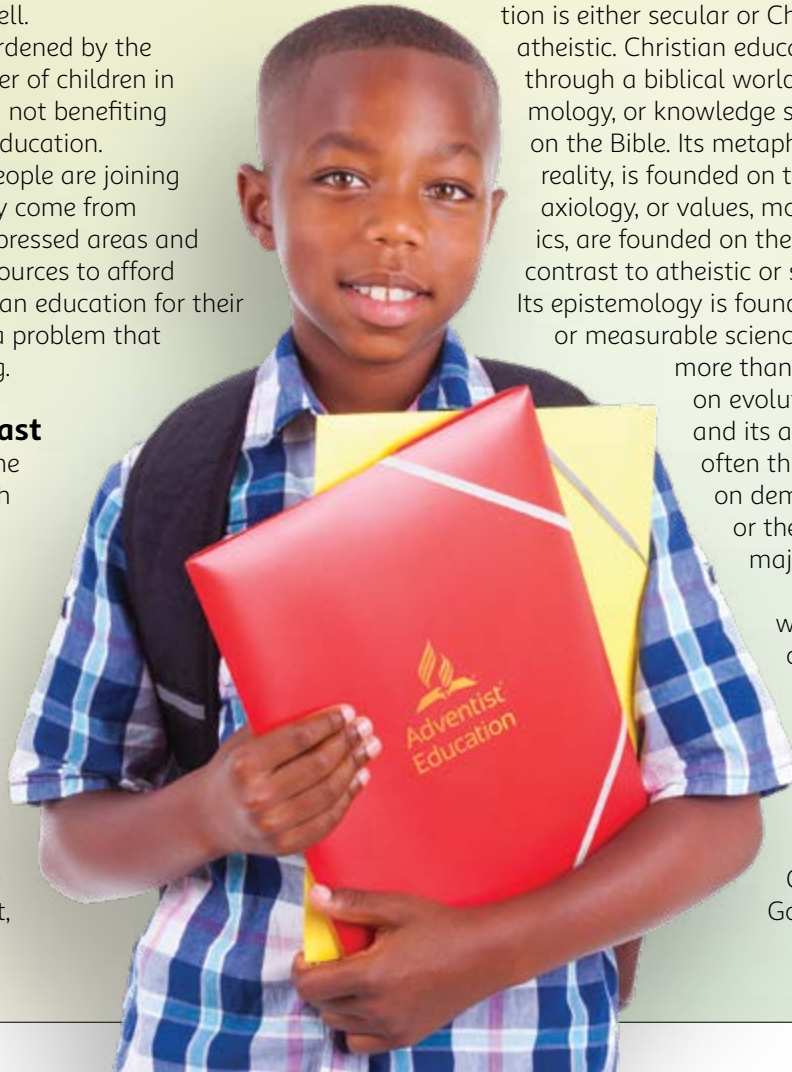 ell.
rdened by the
er of children in
not benefiting
ducation.
eople are joining
y come from
pressed areas and
ources to afford
an education for their
a problem that
g.
ast
ne
h
t,
tion is either secular or Ch
atheistic. Christian educa
through a biblical world
mology, or knowledge s
on the Bible. Its metaph
reality, is founded on t
axiology, or values, mo
ics, are founded on the
contrast to atheistic or s
Its epistemology is found
or measurable scienc
more than
on evolut
and its a
often th
on dem
or the
maj
w
Go
Adventist
Education